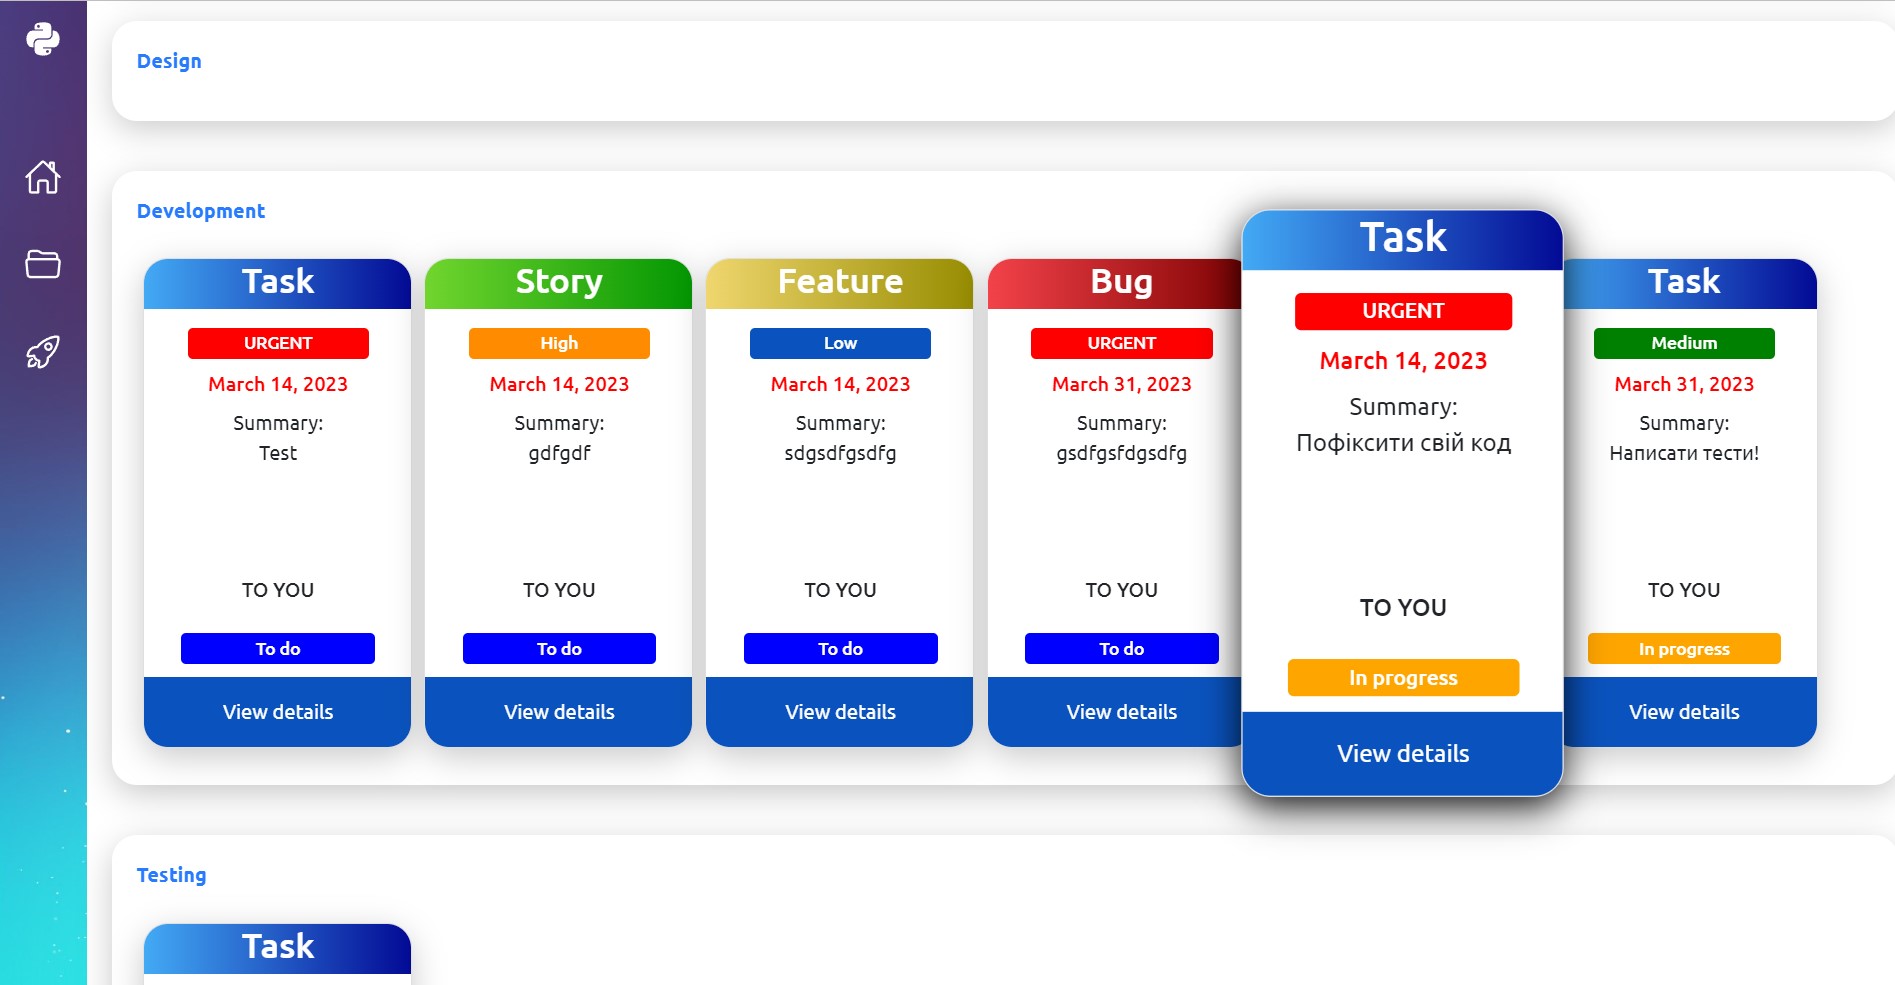 Design
Development
Task
URGENT
March 14, 2023
Summary:
Test
TO YOU
To do
View details
Story
High
March 14, 2023
Summary:
gdfgdf
TO YOU
To do
View details
Feature
Low
March 14, 2023
Summary:
sdgsdfgsdfg
TO YOU
To do
View details
Bug
URGENT
March 31, 2023
Summary:
gsdfgsfdgsdfg
TO YOU
To do
View details
Task
URGENT
March 14, 2023
Summary:
Пофіксити свій код
TO YOU
In progress
View details
Task
Medium
March 31, 2023
Summary:
Написати тести!
TO YOU
In progress
View details
Testing
Task